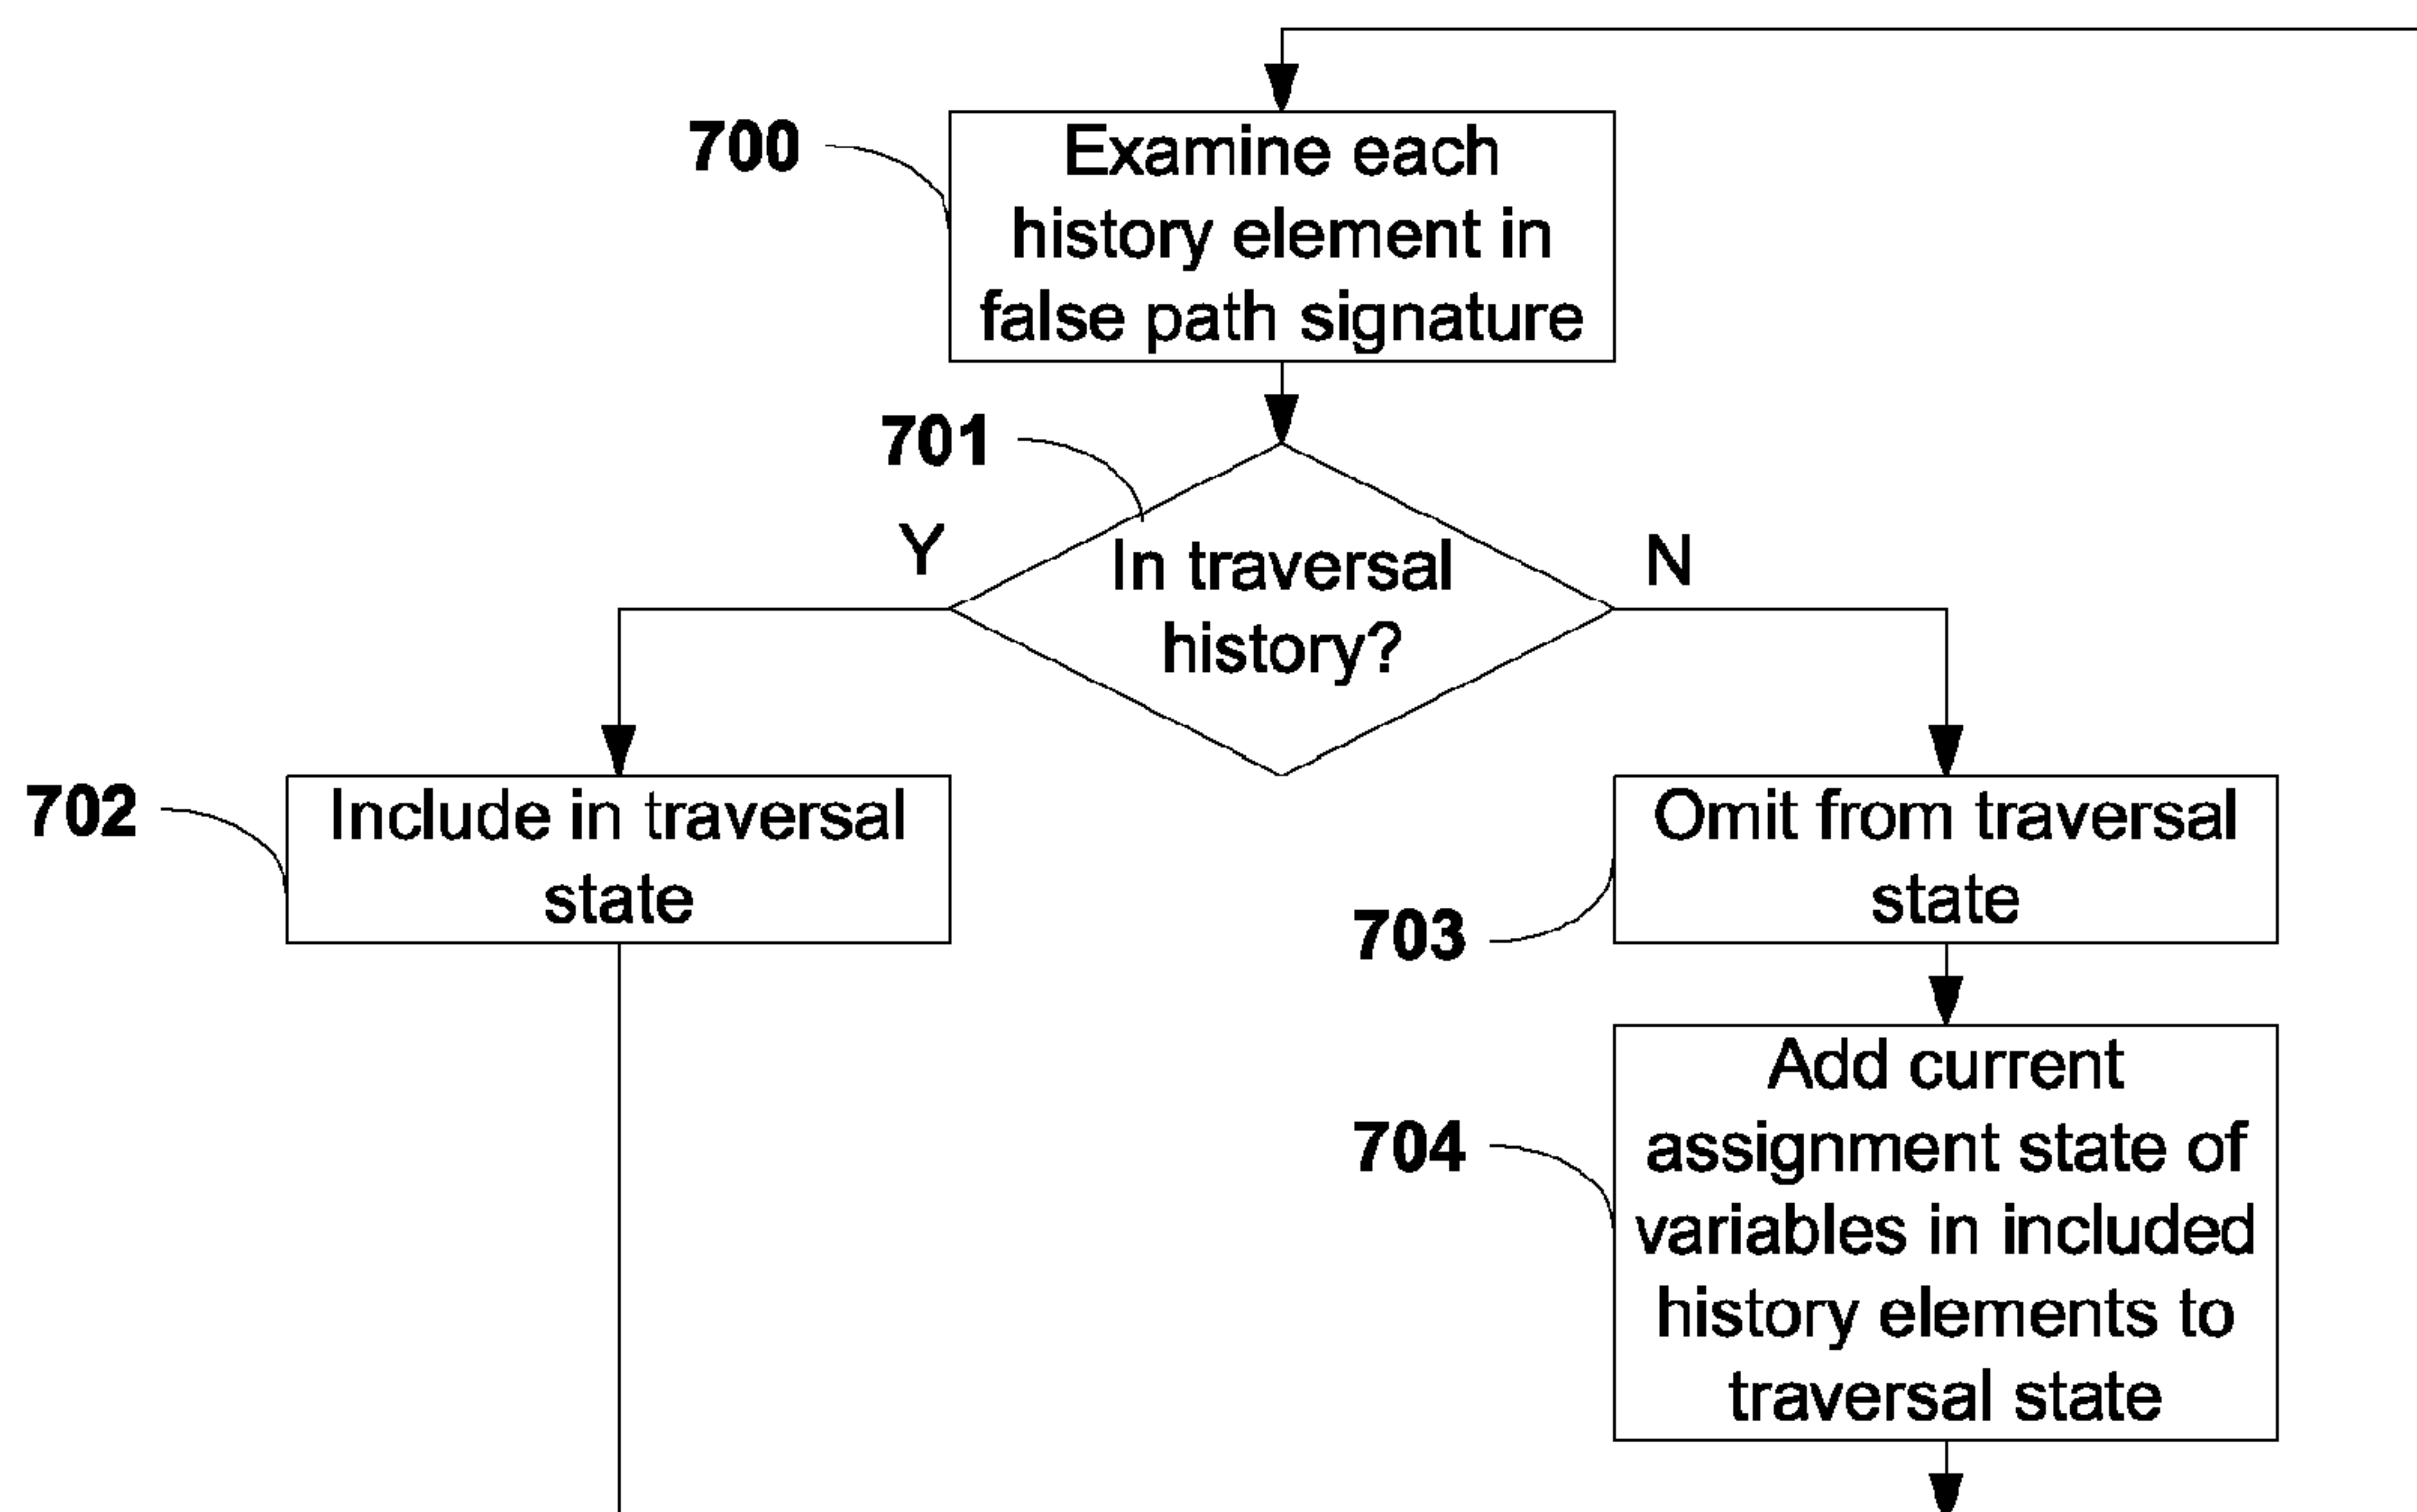 700
Examine each
history element in
false path signature
701
Y
N
In traversal
history?
702
Include in traversal
state
Omit from traversal
state
703
704
Add current
assignment state of
variables in included
history elements to
traversal state